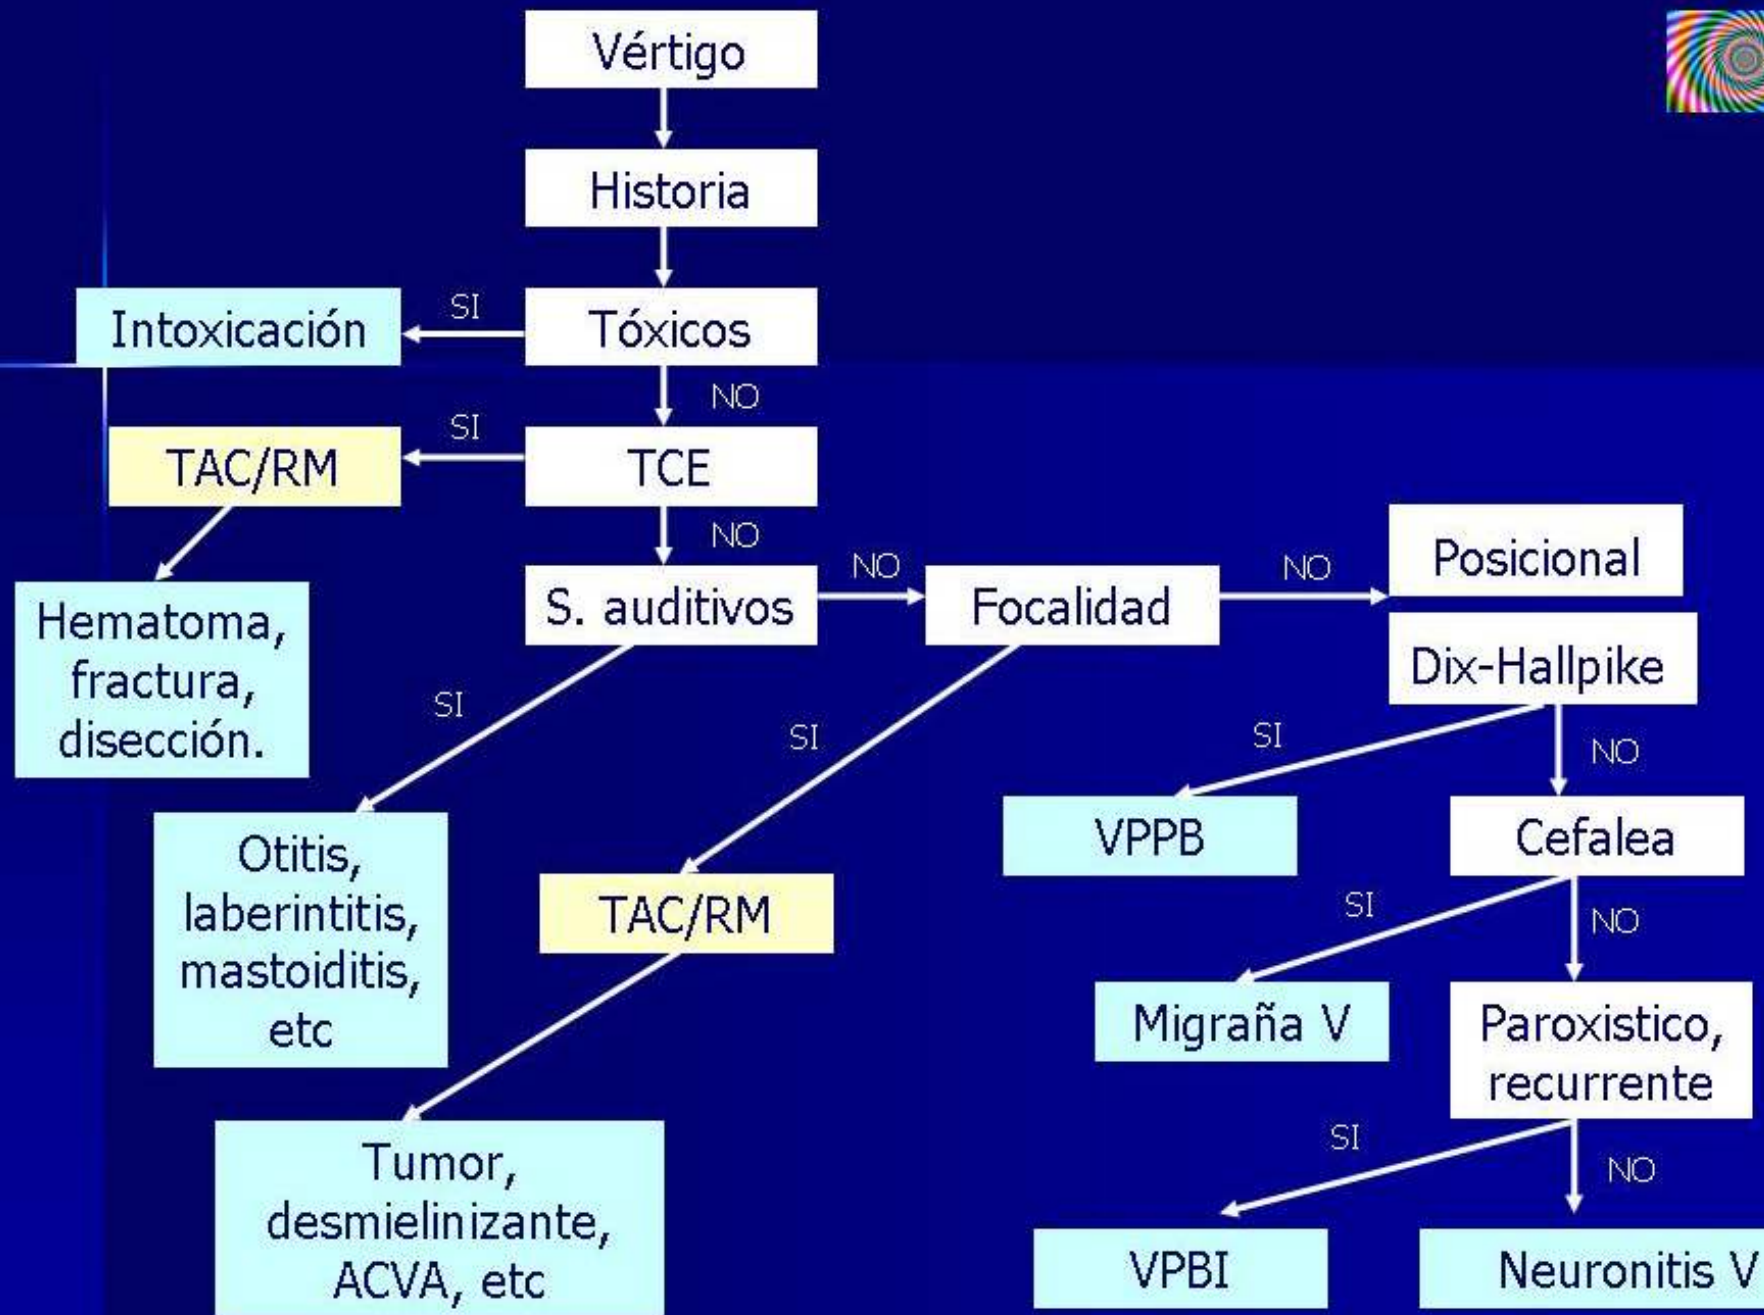 Vértigo
Historia
Intoxicación
SI
Tóxicos
NO
TAC/RM
SI
TCE
NO
Hematoma,
fractura,
disección.
S. auditivos
NO
Focalidad
NO
Posicional
Dix-Hallpike
SI
SI
SI
NO
Otitis,
laberintitis,
mastoiditis,
etc
TAC/RM
VPPB
Cefalea
SI
NO
Migraña V
Paroxistico,
recurrente
Tumor,
desmielinizante,
ACVA, etc
SI
NO
VPBI
Neuronitis V